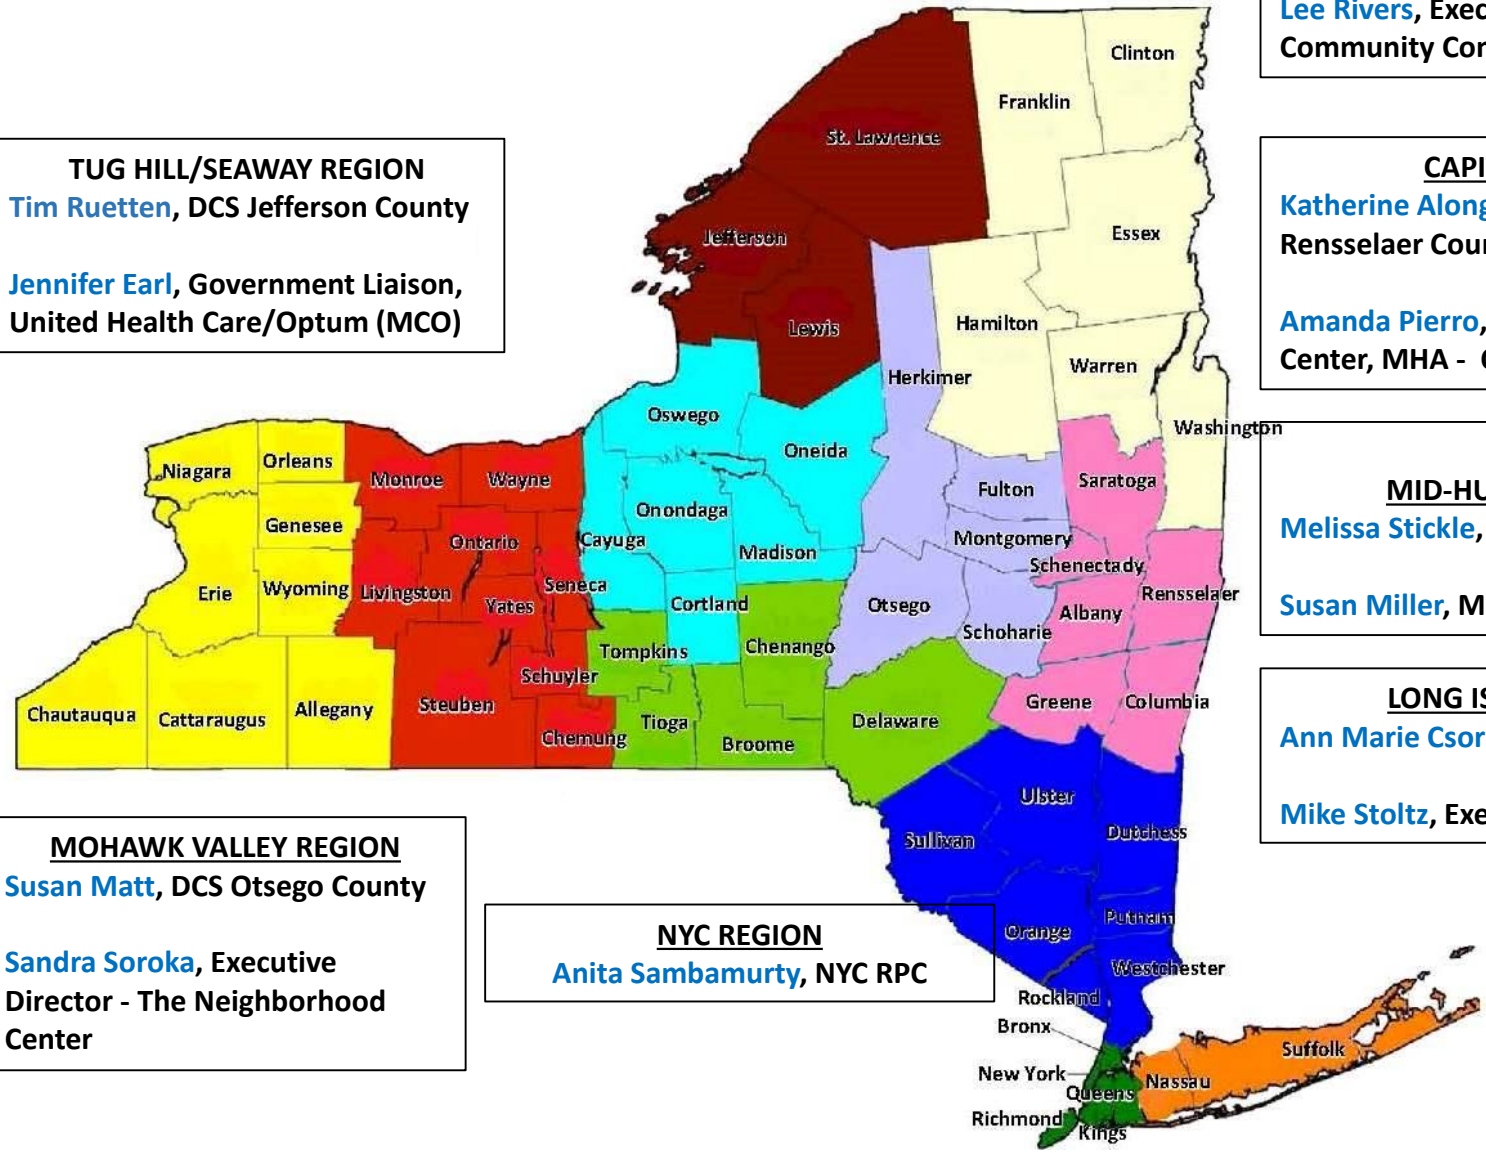 Lee Rivers, Exec
Community Cor
TUG HILL/SEAWAY REGION
Tim Ruetten, DCS Jefferson County
Jennifer Earl, Government Liaison,
United Health Care/Optum (MCO)
CAPI
Katherine Along
Rensselaer Cour
Amanda Pierro,
Center, MHA - 
MID-HU
Melissa Stickle,
Susan Miller, M
LONG IS
Ann Marie Csor
Mike Stoltz, Exe
MOHAWK VALLEY REGION
Susan Matt, DCS Otsego County
Sandra Soroka, Executive
Director - The Neighborhood
Center
NYC REGION
Anita Sambamurty, NYC RPC
Clinton
Franklin
St. Lawrence
Jefferson
Essex
Lewis
Hamilton
Herkimer
Warren
Washington
Oswego
Oneida
Niagara
Orleans
Monroe
Wayne
Fulton
Saratoga
Genesee
Onondaga
Ontario
Cayuga
Madison
Montgomery
Schenectady
Erie
Wyoming
Livingston
Yates
Seneca
Cortland
Otsego
Albany
Rensselaer
Schoharie
Chenango
Tompkins
Schuyler
Chautauqua
Cattaraugus
Allegany
Steuben
Chemung
Tioga
Broome
Delaware
Greene
Columbia
Ulster
Sullivan
Dutchess
Orange
Putnam
Westchester
Rockland
Bronx
New York
Queens
Richmond
Kings
Nassau
Suffolk